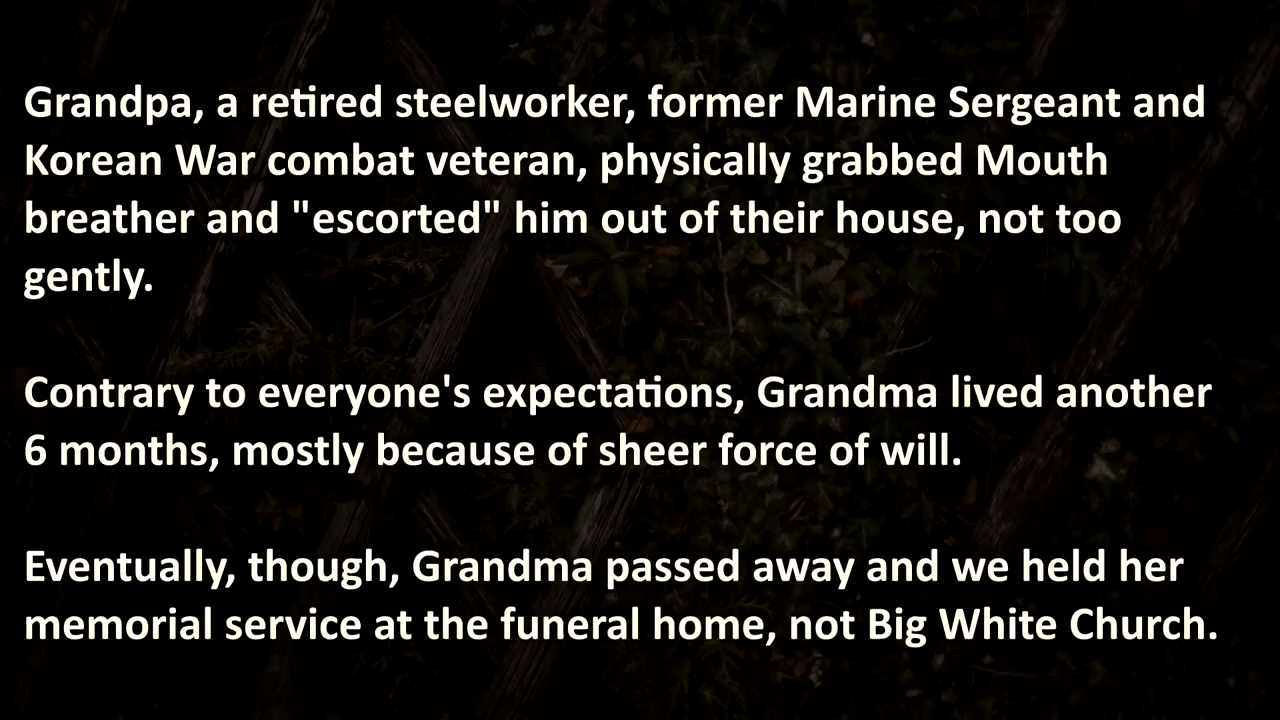 Grandpa, a retired steelworker, former Marine Sergeant and
Korean War combat veteran, physically grabbed Mouth
breather and "escorted" him out of their house, not too
gently.
Contrary to everyone's expectations, Grandma lived another
6 months, mostly because of sheer force of will.
Eventually, though, Grandma passed away and we held her
memorial service at the funeral home, not Big White Church.